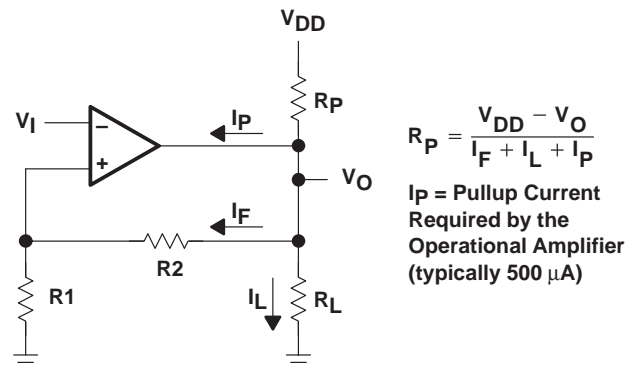 VDD
RP
VI
−
+
IP
VO
IF
R2
R1
IL
RL
RP = VDD − VO
IF + IL + IP
IP = Pullup Current
Required by the
Operational Amplifier
(typically 500 µA)